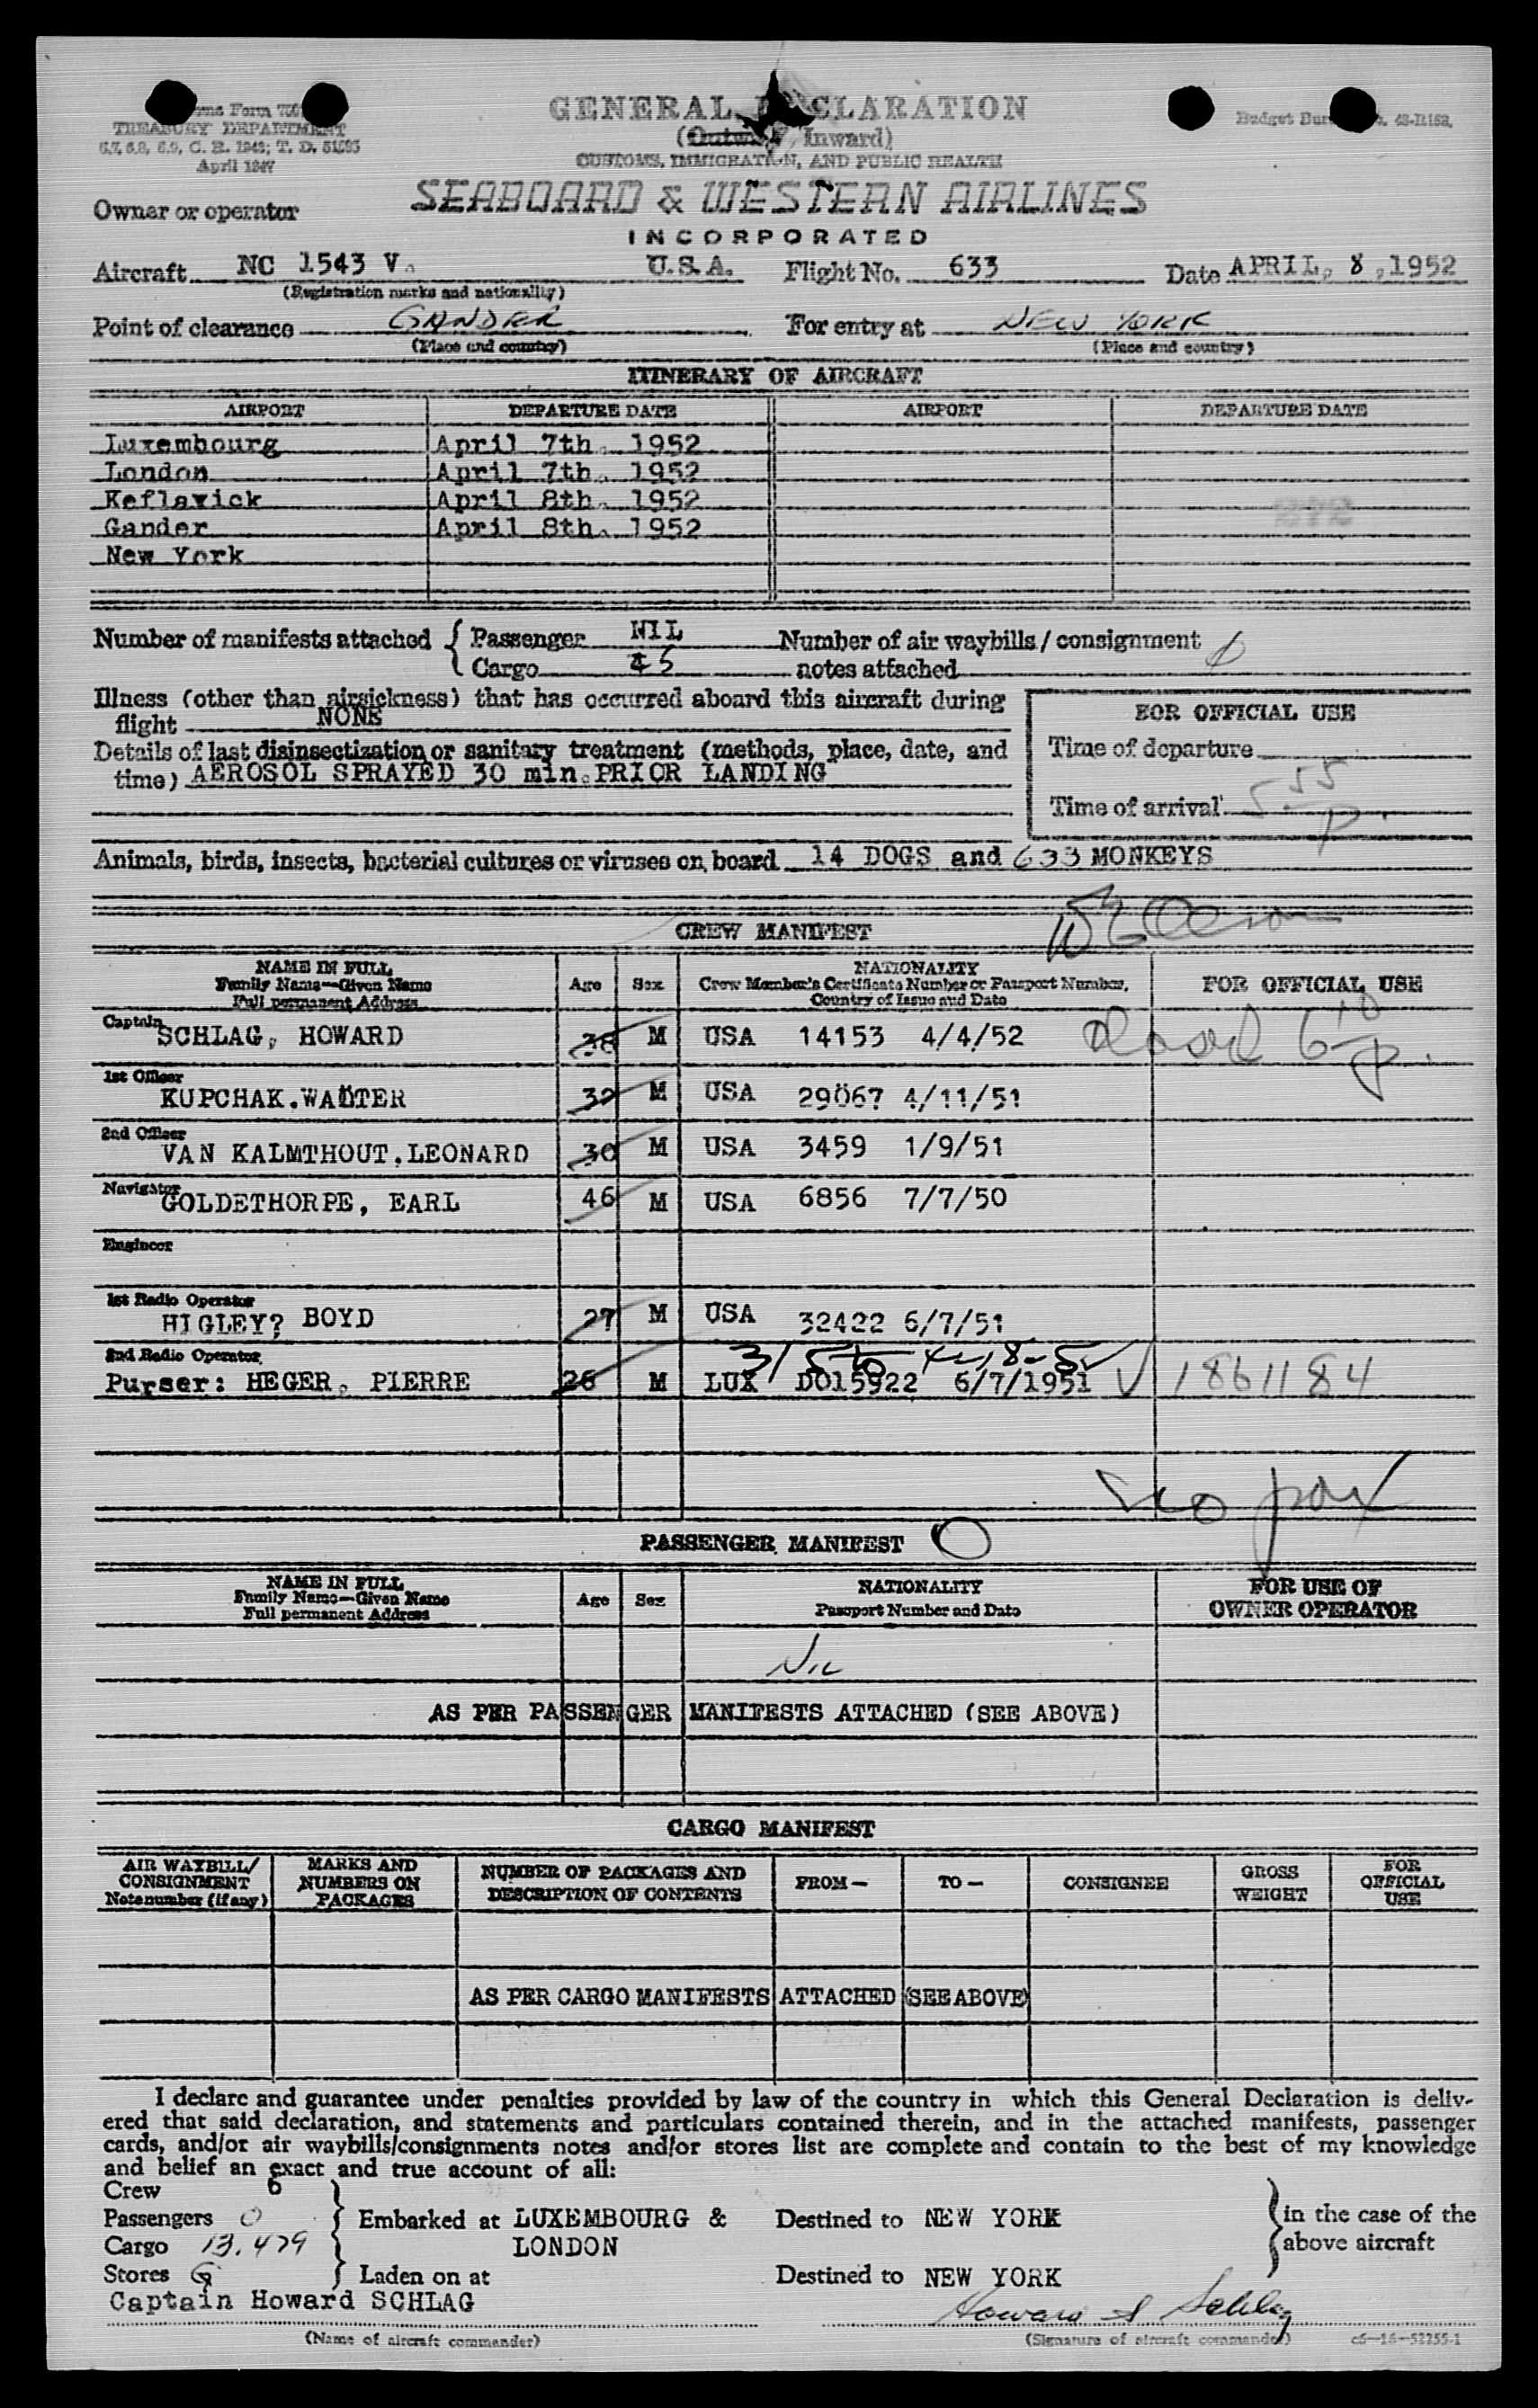 GENERAL DECLARATION
TREASURY DEPARTMENT
April 1947
(Outward/Inward)
CUSTOMS, IMMIGRATION, AND PUBLIC HEALTH
Owner or operator SEABOARD & WESTERN AIRLINES
INCORPORATED
Aircraft NC 1543 V. U.S.A. Flight No. 633 Date APRIL, 8, 1952
(Registration marks and nationality)
Point of clearance GANDER For entry at NEW YORK
(Place and country) (Place and country)
ITINERARY OF AIRCRAFT
AIRPORT DEPARTURE DATE AIRPORT DEPARTURE DATE
Luxembourg April 7th. 1952
London April 7th. 1952
Keflavick April 8th. 1952
Gander April 8th. 1952
New York
Number of manifests attached { Passenger NIL Number of air waybills/consignment
Cargo notes attached
Illness (other than airsickness) that has occurred aboard this aircraft during
flight NONE
FOR OFFICIAL USE
Details of last disinsectization or sanitary treatment (methods, place, date, and
time) AEROSOL SPRAYED 30 min. PRIOR LANDING
Time of departure
Time of arrival 5 55 P.
Animals, birds, insects, bacterial cultures or viruses on board 14 DOGS and 633 MONKEYS
CREW MANIFEST
NAME IN FULL Age Sex NATIONALITY FOR OFFICIAL USE
Family Name—Given Name Crew Member's Certificate Number or Passport Number,
Full permanent Address Country of Issue and Date
Captain
SCHLAG, HOWARD 38 M USA 14153 4/4/52
1st Officer
KUPCHAK.WALTER 32 M USA 29067 4/11/51
2nd Officer
VAN KALMTHOUT.LEONARD 30 M USA 3459 1/9/51
Navigator
GOLDETHORPE, EARL 46 M USA 6856 7/7/50
Engineer
1st Radio Operator
HIGLEY? BOYD 27 M USA 32422 6/7/51
2nd Radio Operator
Purser: HEGER, PIERRE 26 M LUX D015922 6/7/1951 1861184
No pax
PASSENGER MANIFEST O
NAME IN FULL Age Sex NATIONALITY FOR USE OF
Family Name—Given Name Passport Number and Date OWNER OPERATOR
Full permanent Address
Nil
AS PER PASSENGER MANIFESTS ATTACHED (SEE ABOVE)
CARGO MANIFEST
AIR WAYBILL/ MARKS AND NUMBER OF PACKAGES AND FROM— TO— CONSIGNEE GROSS FOR
CONSIGNMENT NUMBERS ON DESCRIPTION OF CONTENTS WEIGHT OFFICIAL
Note number (if any) PACKAGES USE
AS PER CARGO MANIFESTS ATTACHED (SEE ABOVE)
I declare and guarantee under penalties provided by law of the country in which this General Declaration is deliv-
ered that said declaration, and statements and particulars contained therein, and in the attached manifests, passenger
cards, and/or air waybills/consignments notes and/or stores list are complete and contain to the best of my knowledge
and belief an exact and true account of all:
Crew 6
Passengers 0 Embarked at LUXEMBOURG & Destined to NEW YORK in the case of the
Cargo 13.479 LONDON above aircraft
Stores Laden on at Destined to NEW YORK
Captain Howard SCHLAG Howard Schlag
(Name of aircraft commander) (Signature of aircraft commander) c6—16—52255-1